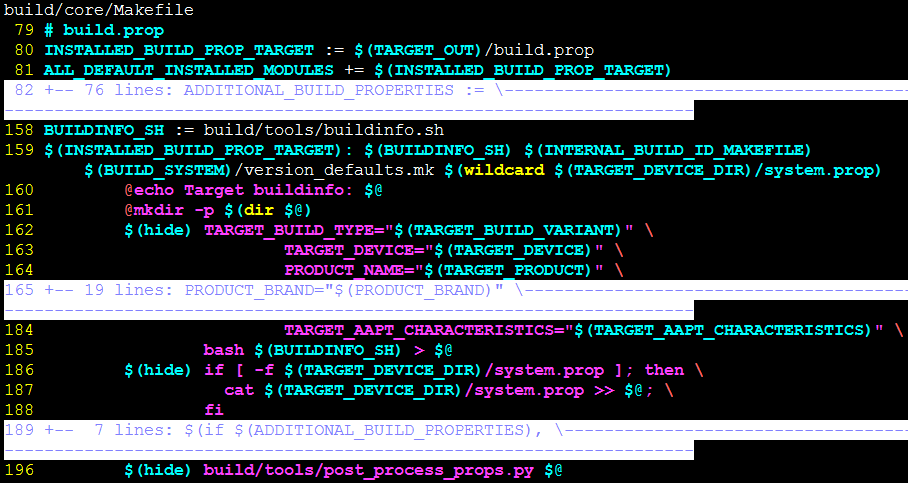 build/core/Makefile
79 # build.prop
80 INSTALLED_BUILD_PROP_TARGET := $(TARGET_OUT)/build.prop
81 ALL_DEFAULT_INSTALLED_MODULES += $(INSTALLED_BUILD_PROP_TARGET)
82 +-- 76 lines: ADDITIONAL_BUILD_PROPERTIES := \-----------------------------------------
---------------------------------------------------------------------
158 BUILDINFO_SH := build/tools/buildinfo.sh
159 $(INSTALLED_BUILD_PROP_TARGET): $(BUILDINFO_SH) $(INTERNAL_BUILD_ID_MAKEFILE)
$(BUILD_SYSTEM)/version_defaults.mk $(wildcard $(TARGET_DEVICE_DIR)/system.prop)
160 @echo Target buildinfo: $@
161 @mkdir -p $(dir $@)
162 $(hide) TARGET_BUILD_TYPE="$(TARGET_BUILD_VARIANT)" \
163 TARGET_DEVICE="$(TARGET_DEVICE)" \
164 PRODUCT_NAME="$(TARGET_PRODUCT)" \
165 +-- 19 lines: PRODUCT_BRAND="$(PRODUCT_BRAND)" \---------------------------------------
---------------------------------------------------------------------
184 TARGET_AAPT_CHARACTERISTICS="$(TARGET_AAPT_CHARACTERISTICS)" \
185 bash $(BUILDINFO_SH) > $@
186 $(hide) if [ -f $(TARGET_DEVICE_DIR)/system.prop ]; then \
187 cat $(TARGET_DEVICE_DIR)/system.prop >> $@; \
188 fi
189 +-- 7 lines: $(if $(ADDITIONAL_BUILD_PROPERTIES), \-----------------------------------
---------------------------------------------------------------------
196 $(hide) build/tools/post_process_props.py $@